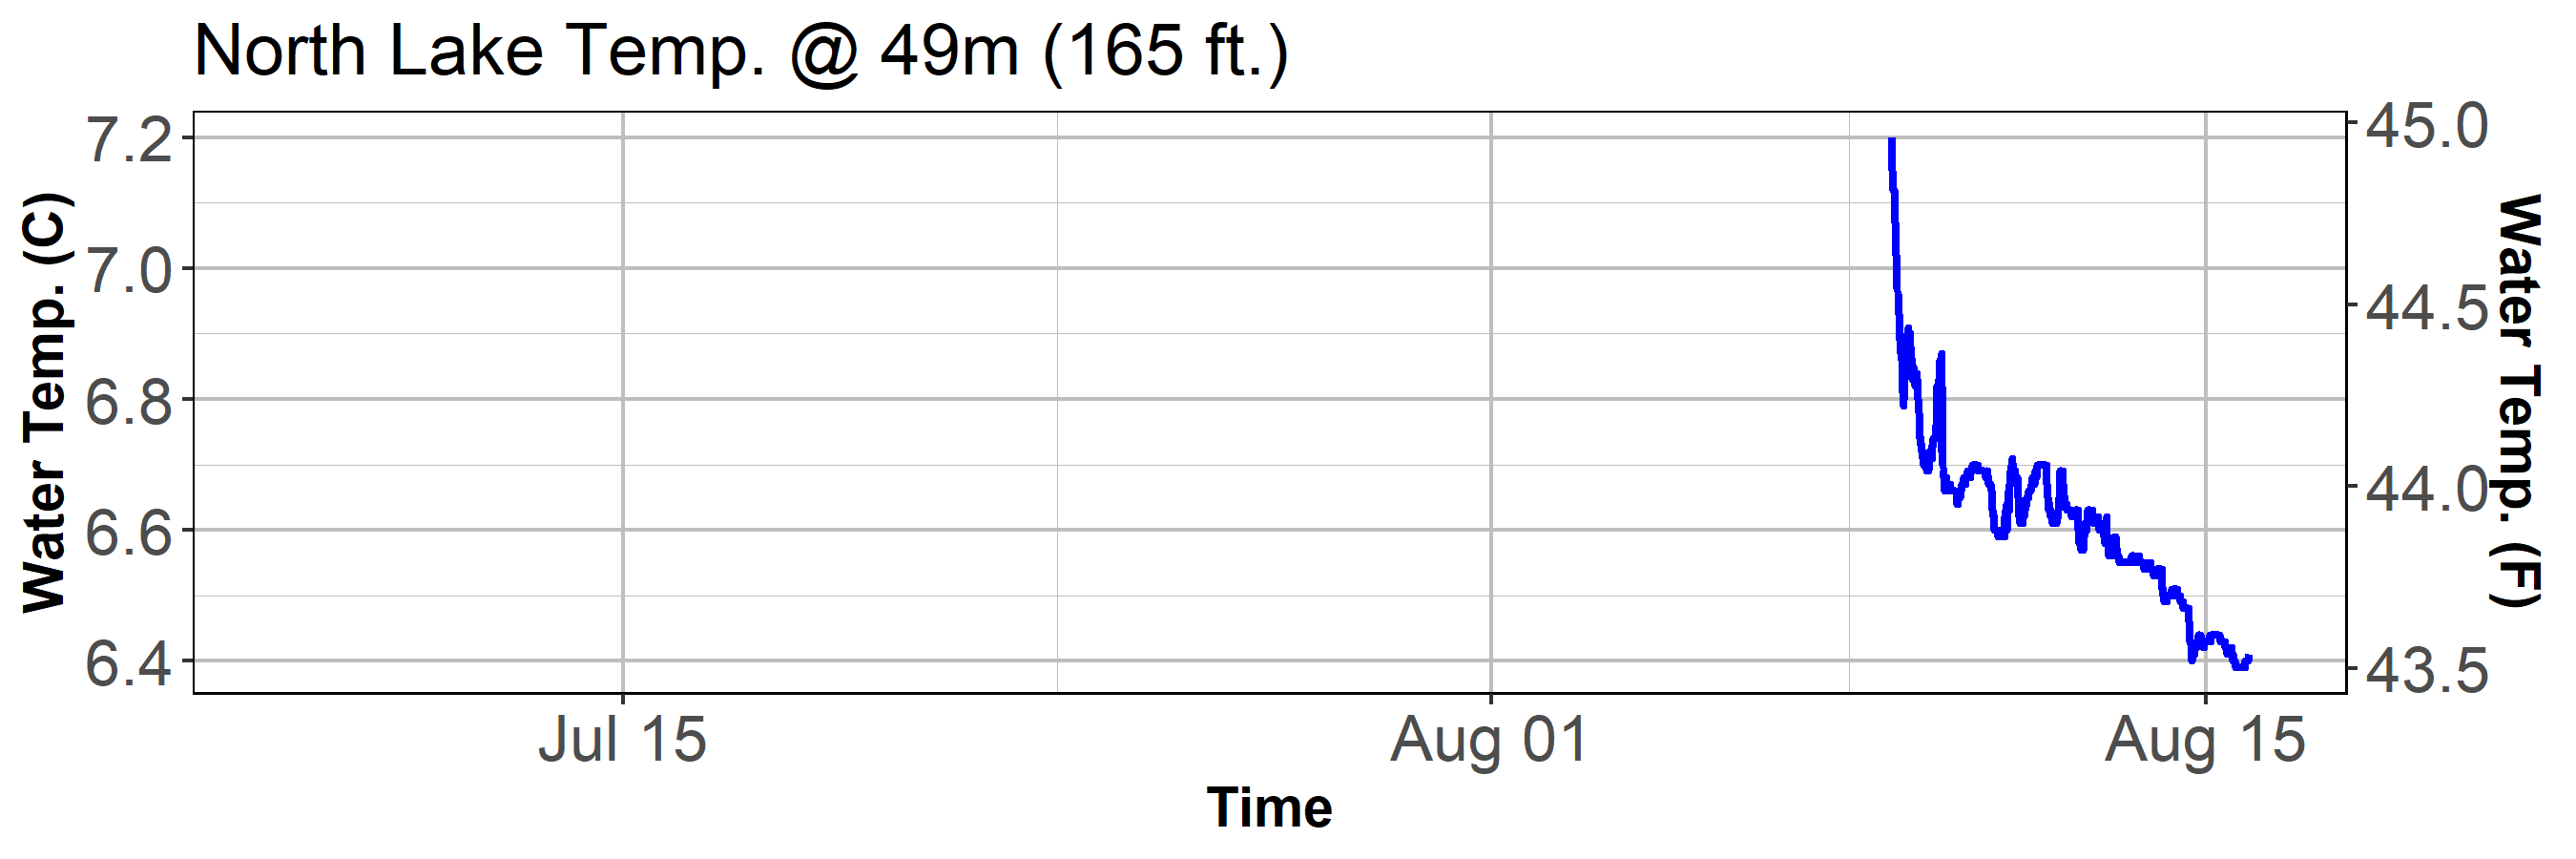 North Lake Temp. @ 49m (165 ft.)
7.2
7.0
6.8
6.6
6.4
Water Temp. (C)
45.0
44.5
44.0
43.5
Water Temp. (F)
Jul 15
Aug 01
Aug 15
Time